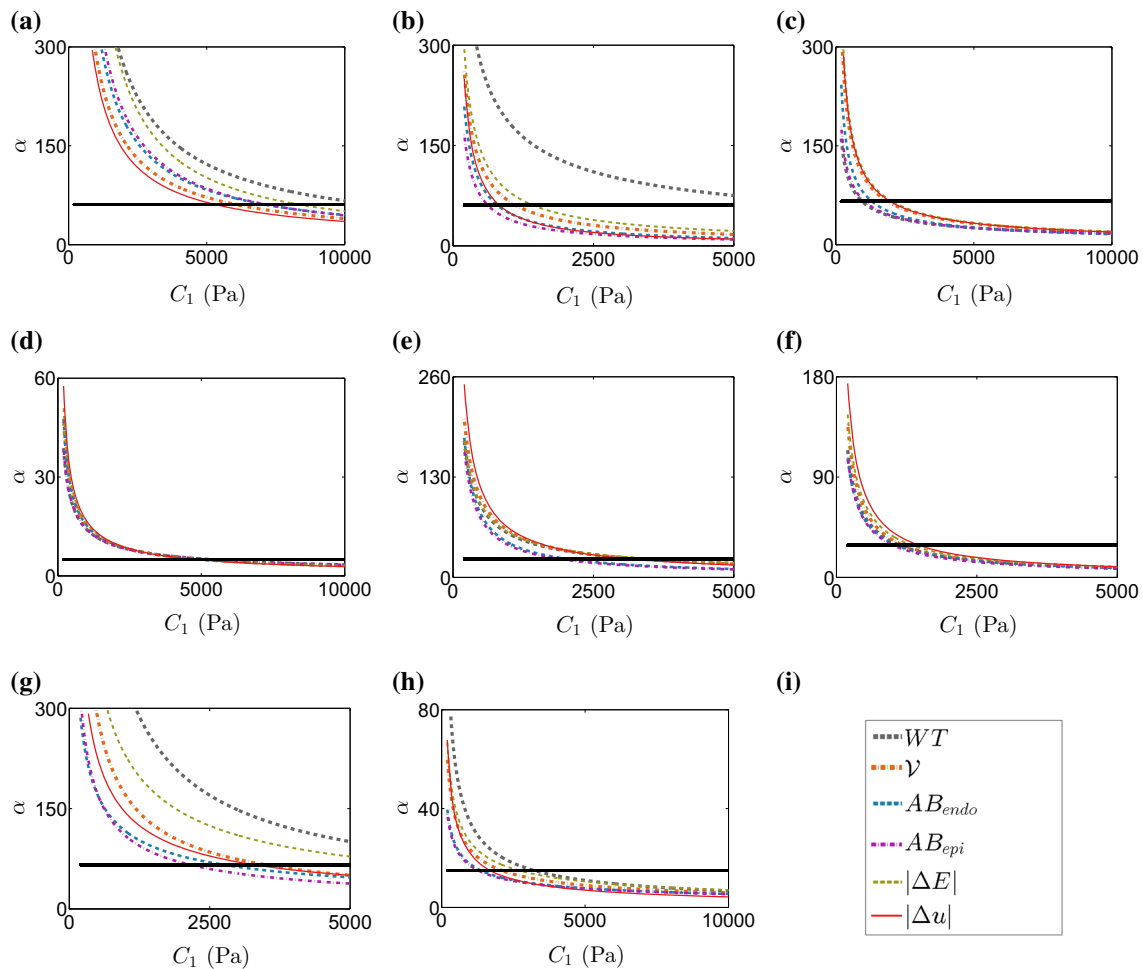 (a) (b) (c)
300 300 300
α 150 α 150 α 150
0 0 0
0 5000 10000 0 2500 5000 0 5000 10000
C₁ (Pa) C₁ (Pa) C₁ (Pa)
(d) (e) (f)
60 260 180
α 30 α 130 α 90
0 0 0
0 5000 10000 0 2500 5000 0 2500 5000
C₁ (Pa) C₁ (Pa) C₁ (Pa)
(g) (h) (i)
300 80
α 150 α 40
0 0
0 2500 5000 0 5000 10000
C₁ (Pa) C₁ (Pa)
WT
𝒱
AB_endo
AB_epi
|ΔE|
|Δu|